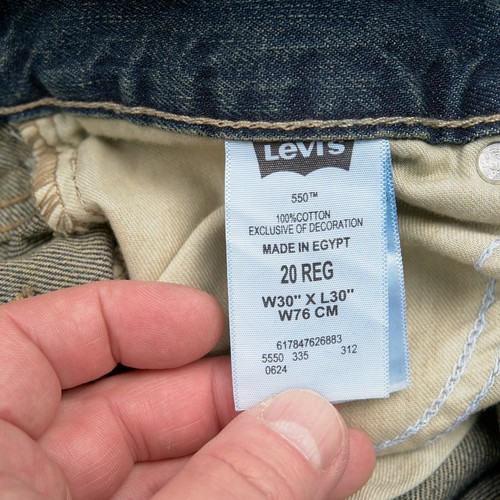 Levi's
550™
100%COTTON
EXCLUSIVE OF DECORATION
MADE IN EGYPT
20 REG
W30" X L30"
W76 CM
617847626883
5550 335 312
0624